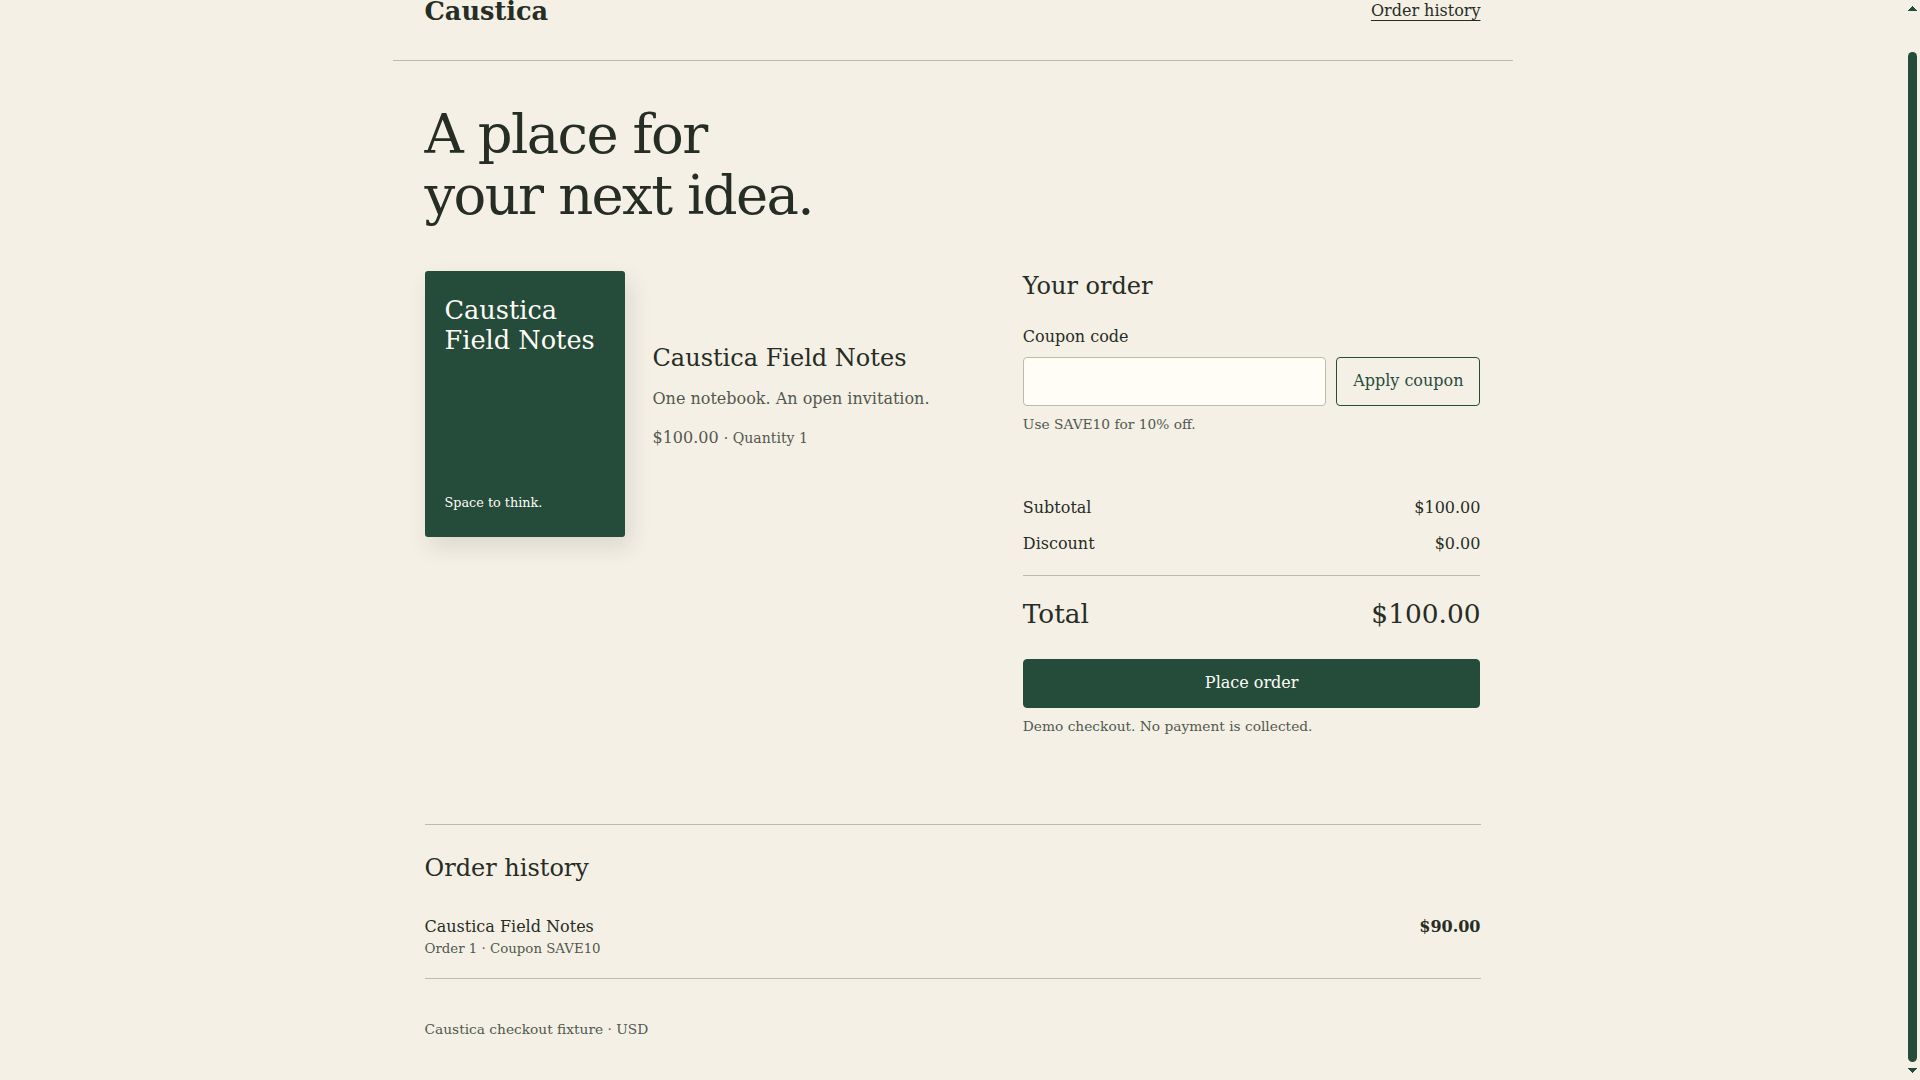 Caustica
Order history
A place for
your next idea.
Caustica
Field Notes
Space to think.
Caustica Field Notes
One notebook. An open invitation.
$100.00 · Quantity 1
Your order
Coupon code
Apply coupon
Use SAVE10 for 10% off.
Subtotal $100.00
Discount $0.00
Total $100.00
Place order
Demo checkout. No payment is collected.
Order history
Caustica Field Notes $90.00
Order 1 · Coupon SAVE10
Caustica checkout fixture · USD